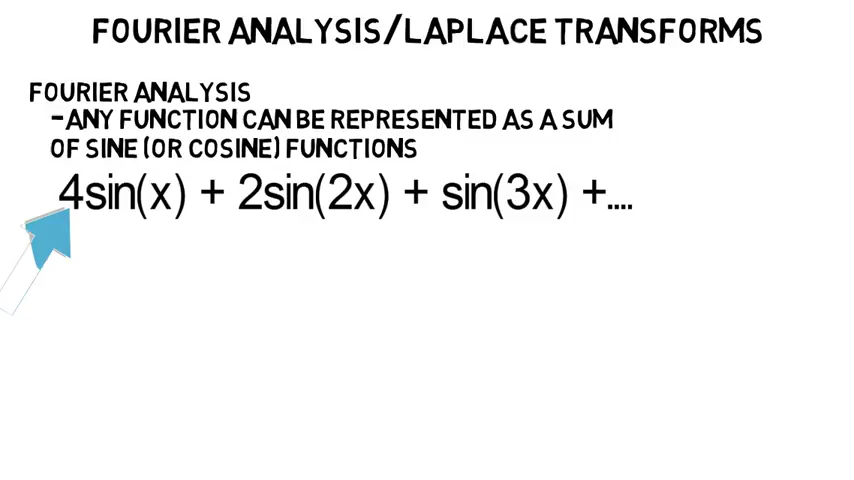 FOURIER ANALYSIS/LAPLACE TRANSFORMS
FOURIER ANALYSIS
-ANY FUNCTION CAN BE REPRESENTED AS A SUM
OF SINE (OR COSINE) FUNCTIONS
4sin(x) + 2sin(2x) + sin(3x) +....